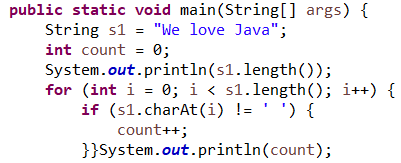 public static void main(String[] args) {
    String s1 = "We love Java";
    int count = 0;
    System.out.println(s1.length());
    for (int i = 0; i < s1.length(); i++) {
        if (s1.charAt(i) != ' ') {
            count++;
        }}System.out.println(count);